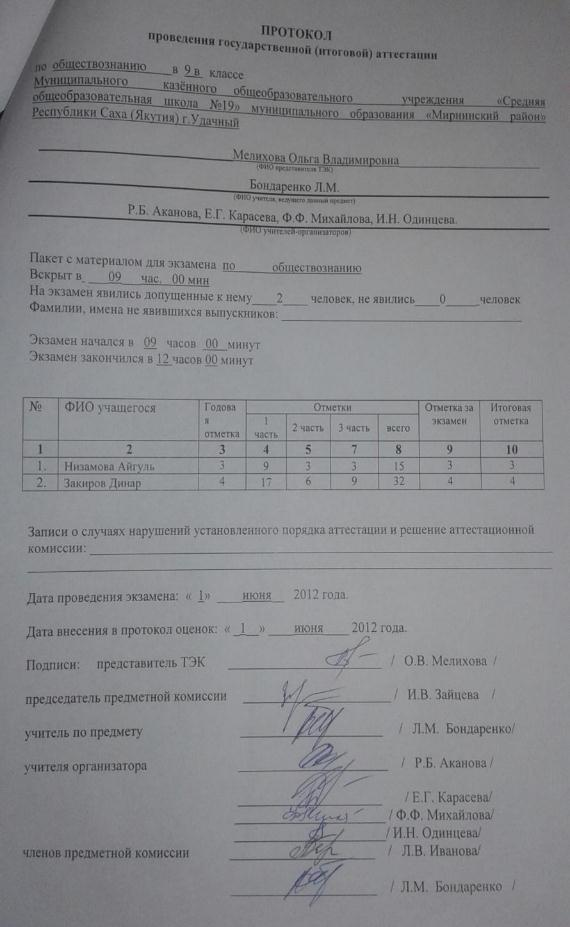 ПРОТОКОЛ
проведения государственной (итоговой) аттестации
по обществознанию в 9 в классе
Муниципального казённого общеобразовательного учреждения «Средняя
общеобразовательная школа №19» муниципального образования «Мирнинский район»
Республики Саха (Якутия) г.Удачный
Мелихова Ольга Владимировна
(ФИО представителя ТЭК)
Бондаренко Л.М.
(ФИО учителя, ведущего данный предмет)
Р.Б. Аканова, Е.Г. Карасева, Ф.Ф. Михайлова, И.Н. Одинцева.
(ФИО учителей-организаторов)
Пакет с материалом для экзамена по обществознанию
Вскрыт в 09 час. 00 мин
На экзамен явились допущенные к нему 2 человек, не явились 0 человек
Фамилии, имена не явившихся выпускников:
Экзамен начался в 09 часов 00 минут
Экзамен закончился в 12 часов 00 минут
№ ФИО учащегося Годовая отметка Отметки Отметка за экзамен Итоговая отметка
1 часть 2 часть 3 часть всего
1 2 3 4 5 7 8 9 10
1. Низамова Айгуль 3 9 3 3 15 3 3
2. Закиров Динар 4 17 6 9 32 4 4
Записи о случаях нарушений установленного порядка аттестации и решение аттестационной
комиссии:
Дата проведения экзамена: « 1» июня 2012 года.
Дата внесения в протокол оценок: « 1 » июня 2012 года.
Подписи: представитель ТЭК / О.В. Мелихова /
председатель предметной комиссии / И.В. Зайцева /
учитель по предмету / Л.М. Бондаренко/
учителя организатора / Р.Б. Аканова /
/ Е.Г. Карасева/
/ Ф.Ф. Михайлова/
/ И.Н. Одинцева/
членов предметной комиссии / Л.В. Иванова/
/ Л.М. Бондаренко /